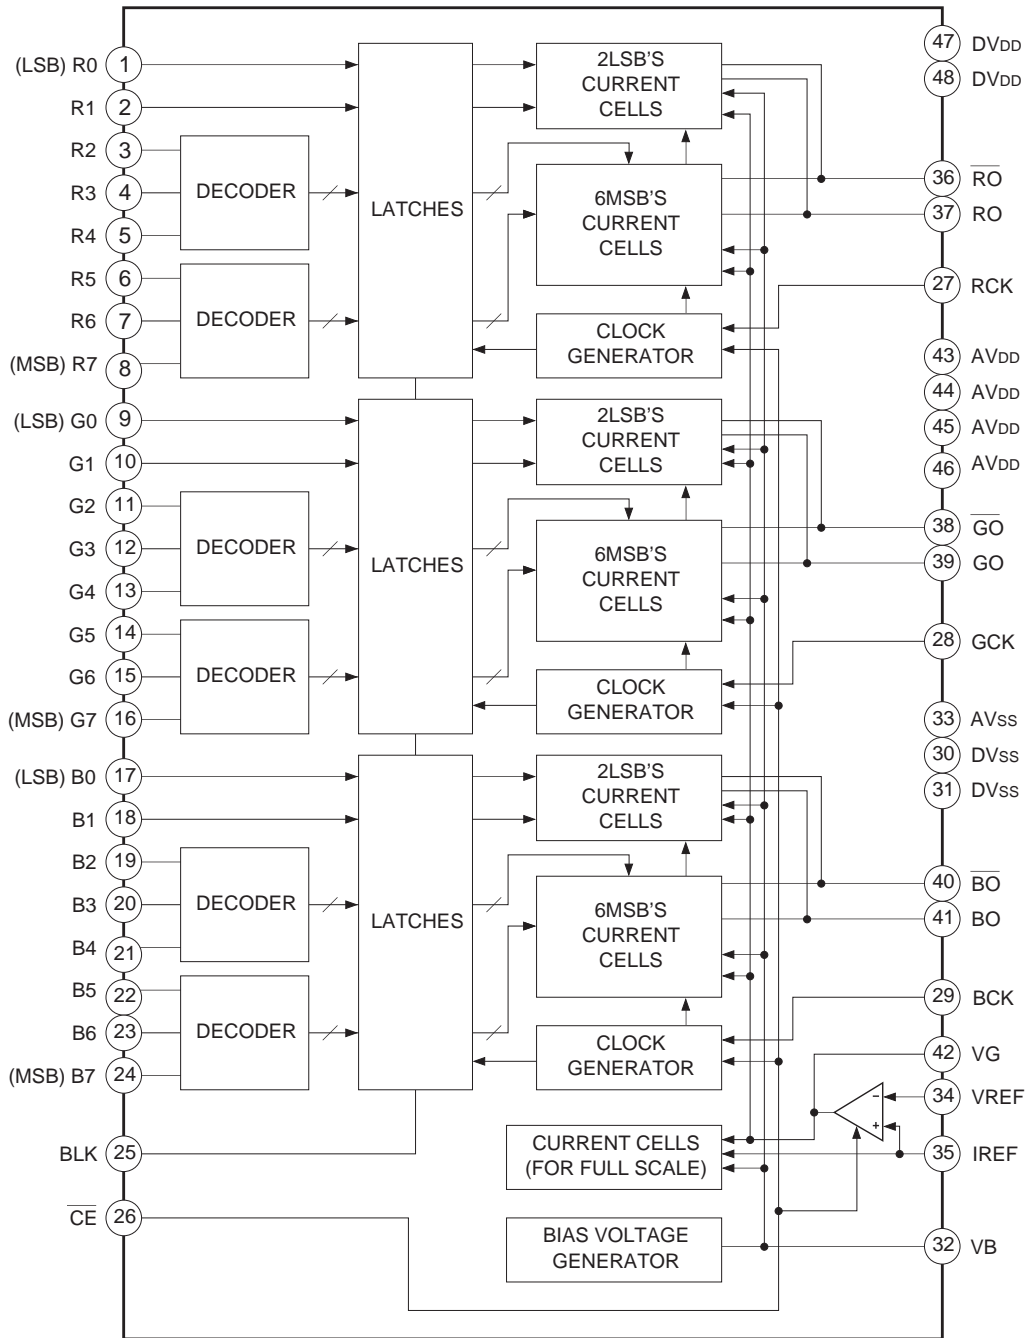 (LSB) R0 1
R1 2
R2 3
R3 4
R4 5
R5 6
R6 7
(MSB) R7 8
(LSB) G0 9
G1 10
G2 11
G3 12
G4 13
G5 14
G6 15
(MSB) G7 16
(LSB) B0 17
B1 18
B2 19
B3 20
B4 21
B5 22
B6 23
(MSB) B7 24
BLK 25
CE 26
DECODER
DECODER
DECODER
DECODER
DECODER
DECODER
LATCHES
LATCHES
LATCHES
2LSB'S
CURRENT
CELLS
6MSB'S
CURRENT
CELLS
CLOCK
GENERATOR
2LSB'S
CURRENT
CELLS
6MSB'S
CURRENT
CELLS
CLOCK
GENERATOR
2LSB'S
CURRENT
CELLS
6MSB'S
CURRENT
CELLS
CLOCK
GENERATOR
CURRENT CELLS
(FOR FULL SCALE)
BIAS VOLTAGE
GENERATOR
−
+
47 DVDD
48 DVDD
36 RO
37 RO
27 RCK
43 AVDD
44 AVDD
45 AVDD
46 AVDD
38 GO
39 GO
28 GCK
33 AVSS
30 DVSS
31 DVSS
40 BO
41 BO
29 BCK
42 VG
34 VREF
35 IREF
32 VB